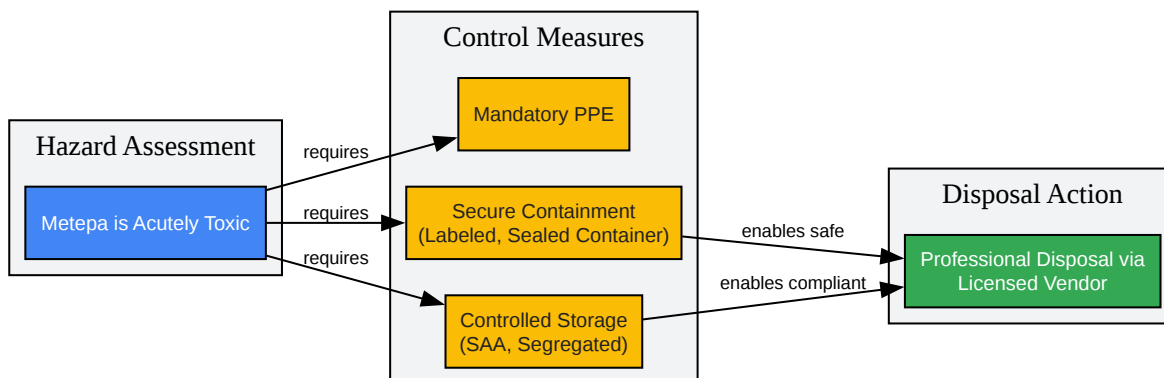 Hazard Assessment
Metepa is Acutely Toxic
requires
requires
requires
Control Measures
Mandatory PPE
Secure Containment
(Labeled, Sealed Container)
Controlled Storage
(SAA, Segregated)
enables safe
enables compliant
Disposal Action
Professional Disposal via
Licensed Vendor